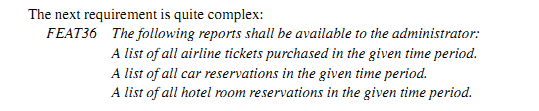 The next requirement is quite complex:
FEAT36 The following reports shall be available to the administrator:
A list of all airline tickets purchased in the given time period.
A list of all car reservations in the given time period.
A list of all hotel room reservations in the given time period.